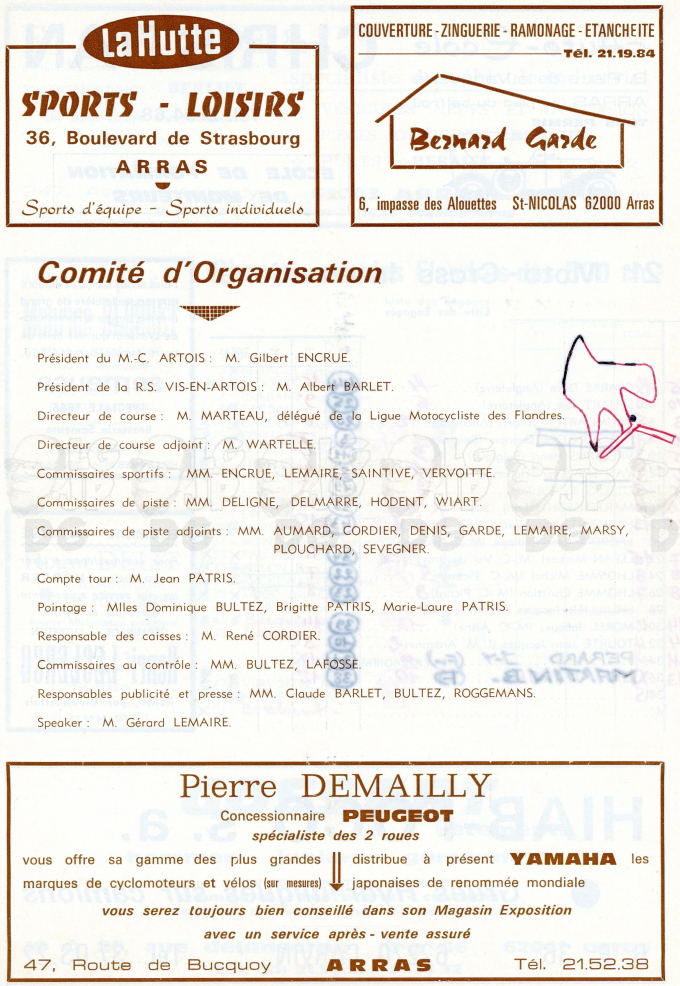 La Hutte
SPORTS - LOISIRS
36, Boulevard de Strasbourg
ARRAS
Sports d'équipe - Sports individuels
COUVERTURE - ZINGUERIE - RAMONAGE - ETANCHEITE
Tél. 21.19.84
Bernard Garde
6, impasse des Alouettes St-NICOLAS 62000 Arras
Comité d'Organisation
Président du M.-C. ARTOIS : M. Gilbert ENCRUE.
Président de la R.S. VIS-EN-ARTOIS : M. Albert BARLET.
Directeur de course : M. MARTEAU, délégué de la Ligue Motocycliste des Flandres.
Directeur de course adjoint : M. WARTELLE.
Commissaires sportifs : MM. ENCRUE, LEMAIRE, SAINTIVE, VERVOITTE.
Commissaires de piste : MM. DELIGNE, DELMARRE, HODENT, WIART.
Commissaires de piste adjoints : MM. AUMARD, CORDIER, DENIS, GARDE, LEMAIRE, MARSY,
PLOUCHARD, SEVEGNER.
Compte tour : M. Jean PATRIS.
Pointage : Mlles Dominique BULTEZ, Brigitte PATRIS, Marie-Laure PATRIS.
Responsable des caisses : M. René CORDIER.
Commissaires au contrôle : MM. BULTEZ, LAFOSSE.
Responsables publicité et presse : MM. Claude BARLET, BULTEZ, ROGGEMANS.
Speaker : M. Gérard LEMAIRE.
Pierre DEMAILLY
Concessionnaire PEUGEOT
spécialiste des 2 roues
vous offre sa gamme des plus grandes
marques de cyclomoteurs et vélos (sur mesures)
distribue à présent YAMAHA les
japonaises de renommée mondiale
vous serez toujours bien conseillé dans son Magasin Exposition
avec un service après-vente assuré
47, Route de Bucquoy ARRAS Tél. 21.52.38